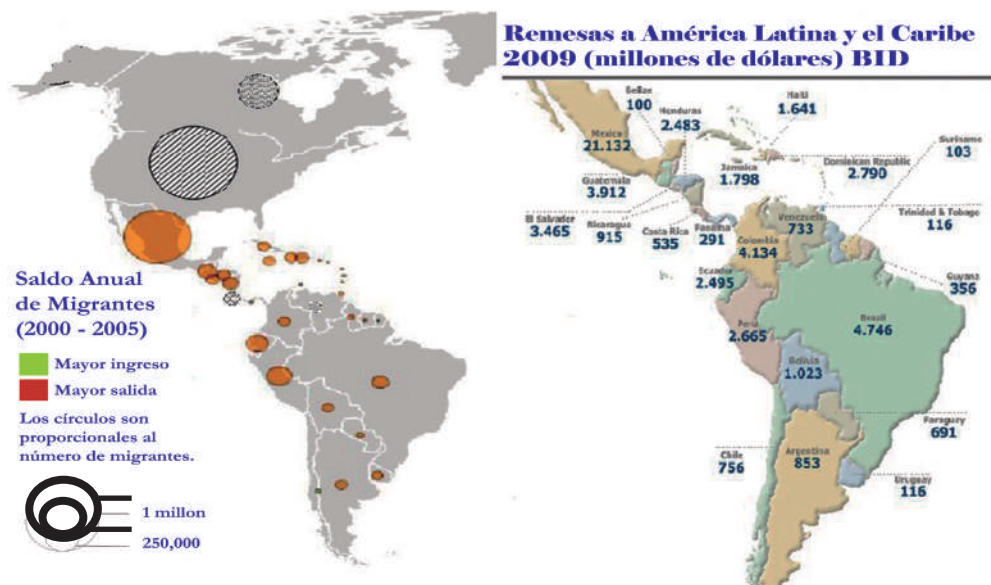 Saldo Anual
de Migrantes
(2000 - 2005)
Mayor ingreso
Mayor salida
Los círculos son
proporcionales al
número de migrantes.
1 millon
250,000
Remesas a América Latina y el Caribe
2009 (millones de dólares) BID
Belize
100
Honduras
2.483
Haiti
1.641
Mexico
21.132
Jamaica
1.798
Dominican Republic
2.790
Suriname
103
Guatemala
3.912
El Salvador
3.465
Nicaragua
915
Costa Rica
535
Panama
291
Venezuela
733
Trinidad & Tobago
116
Colombia
4.134
Ecuador
2.495
Guyana
356
Peru
2.665
Brazil
4.746
Bolivia
1.023
Paraguay
691
Chile
756
Argentina
853
Uruguay
116